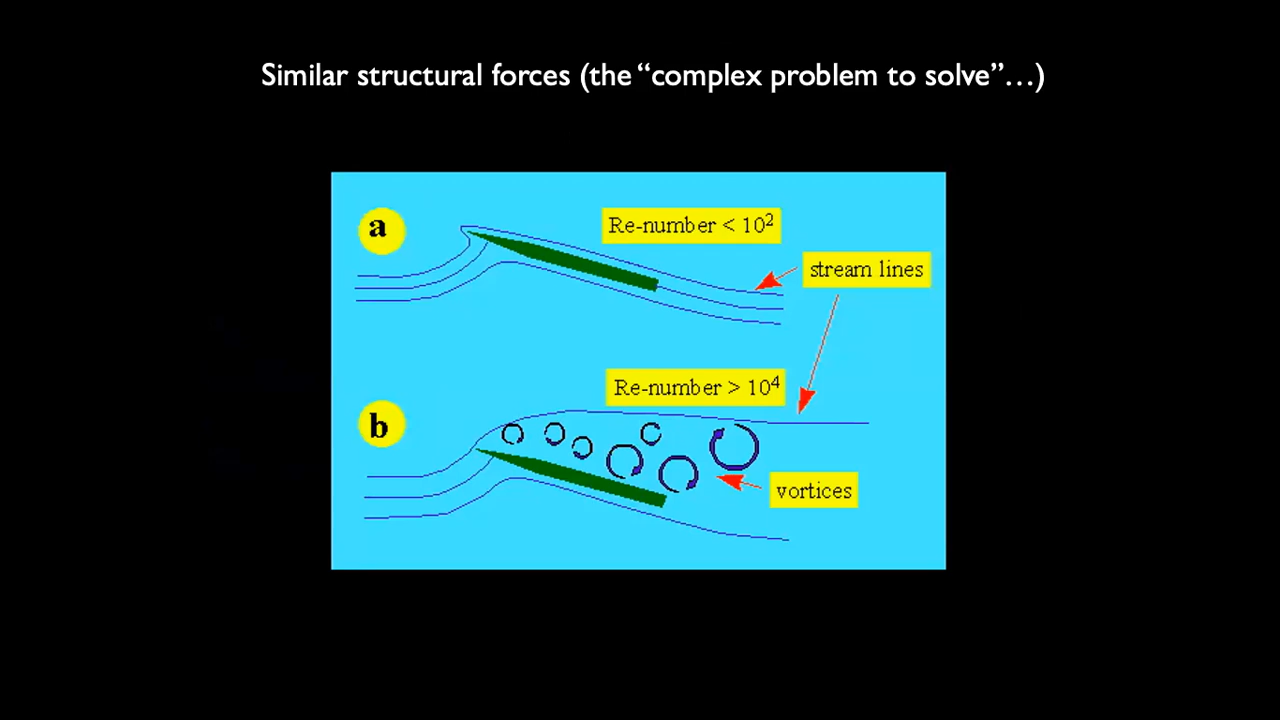 Similar structural forces (the “complex problem to solve”…)
a
Re-number < 10²
stream lines
Re-number > 10⁴
b
vortices